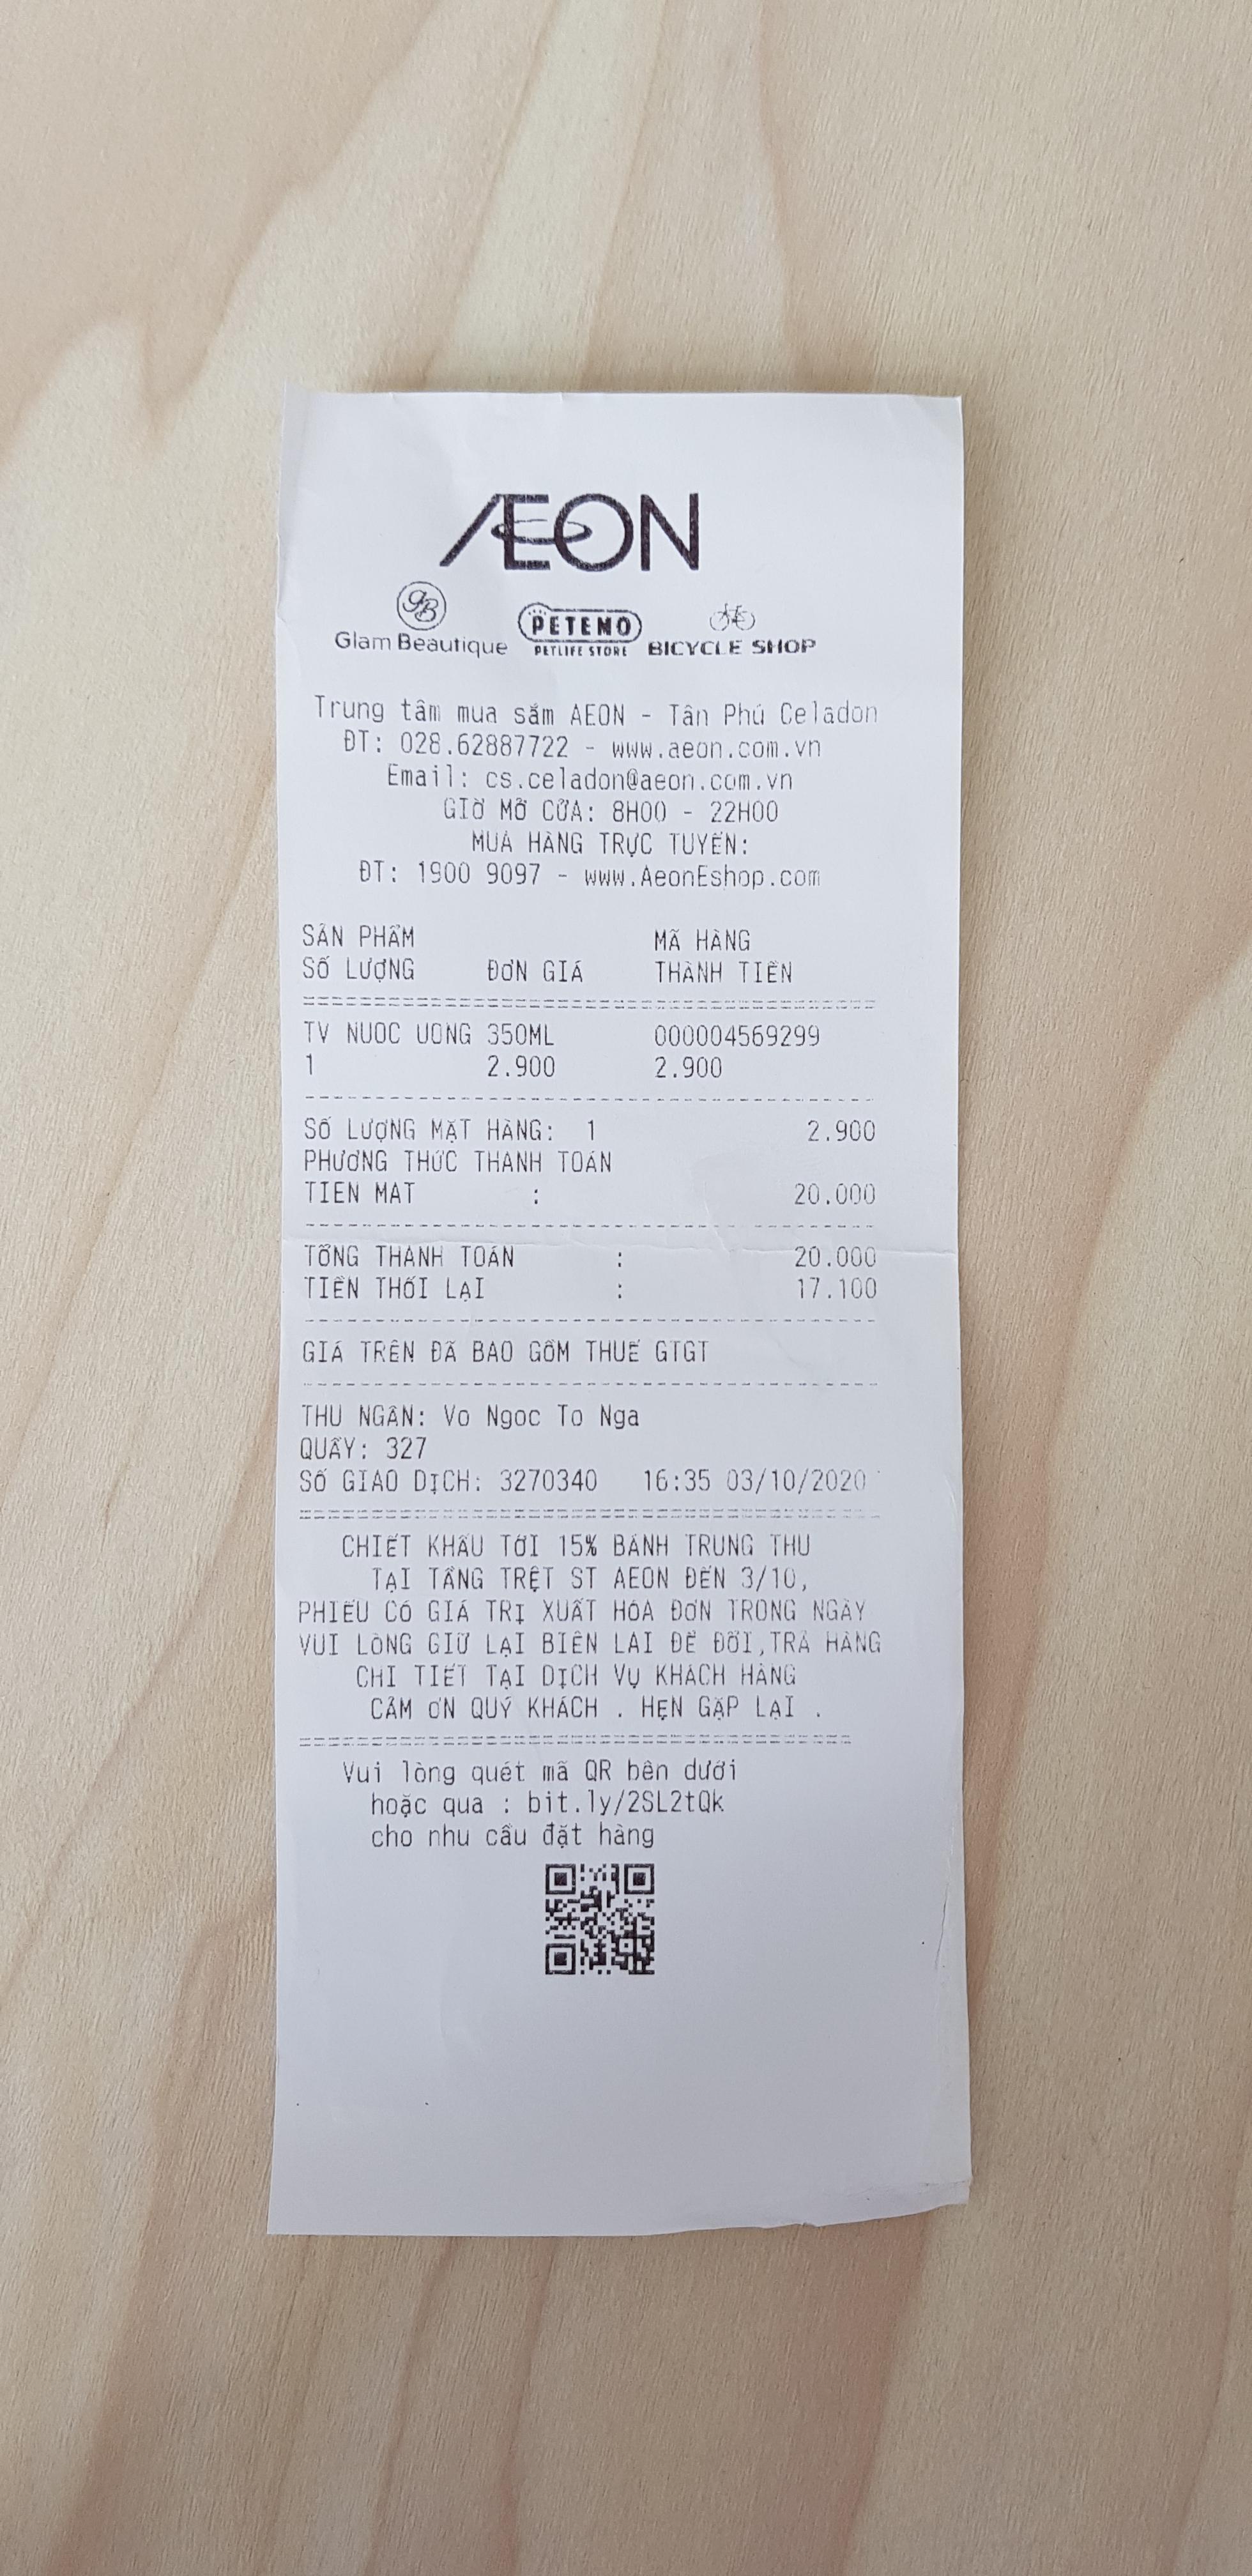 ÆON
Glam Beautique
PETEMO
PETLIFE STORE
BICYCLE SHOP
Trung tâm mua sắm AEON - Tân Phú Celadon
ĐT: 028.62887722 - www.aeon.com.vn
Email: cs.celadon@aeon.com.vn
GIỜ MỞ CỬA: 8H00 - 22H00
MUA HÀNG TRỰC TUYẾN:
ĐT: 1900 9097 - www.AeonEshop.com
SẢN PHẨM MÃ HÀNG
SỐ LƯỢNG ĐƠN GIÁ THÀNH TIỀN
TV NUOC UONG 350ML 000004569299
1 2.900 2.900
SỐ LƯỢNG MẶT HÀNG: 1 2.900
PHƯƠNG THỨC THANH TOÁN
TIEN MAT : 20.000
TỔNG THANH TOÁN : 20.000
TIỀN THỐI LẠI : 17.100
GIÁ TRÊN ĐÃ BAO GỒM THUẾ GTGT
THU NGÂN: Vo Ngoc To Nga
QUẦY: 327
SỐ GIAO DỊCH: 3270340 16:35 03/10/2020
CHIẾT KHẤU TỚI 15% BÁNH TRUNG THU
TẠI TẦNG TRỆT ST AEON ĐẾN 3/10,
PHIẾU CÓ GIÁ TRỊ XUẤT HÓA ĐƠN TRONG NGÀY
VUI LÒNG GIỮ LẠI BIÊN LAI ĐỂ ĐỔI,TRẢ HÀNG
CHI TIẾT TẠI DỊCH VỤ KHÁCH HÀNG
CẢM ƠN QUÝ KHÁCH . HẸN GẶP LẠI .
Vui lòng quét mã QR bên dưới
hoặc qua : bit.ly/2SL2tQk
cho nhu cầu đặt hàng